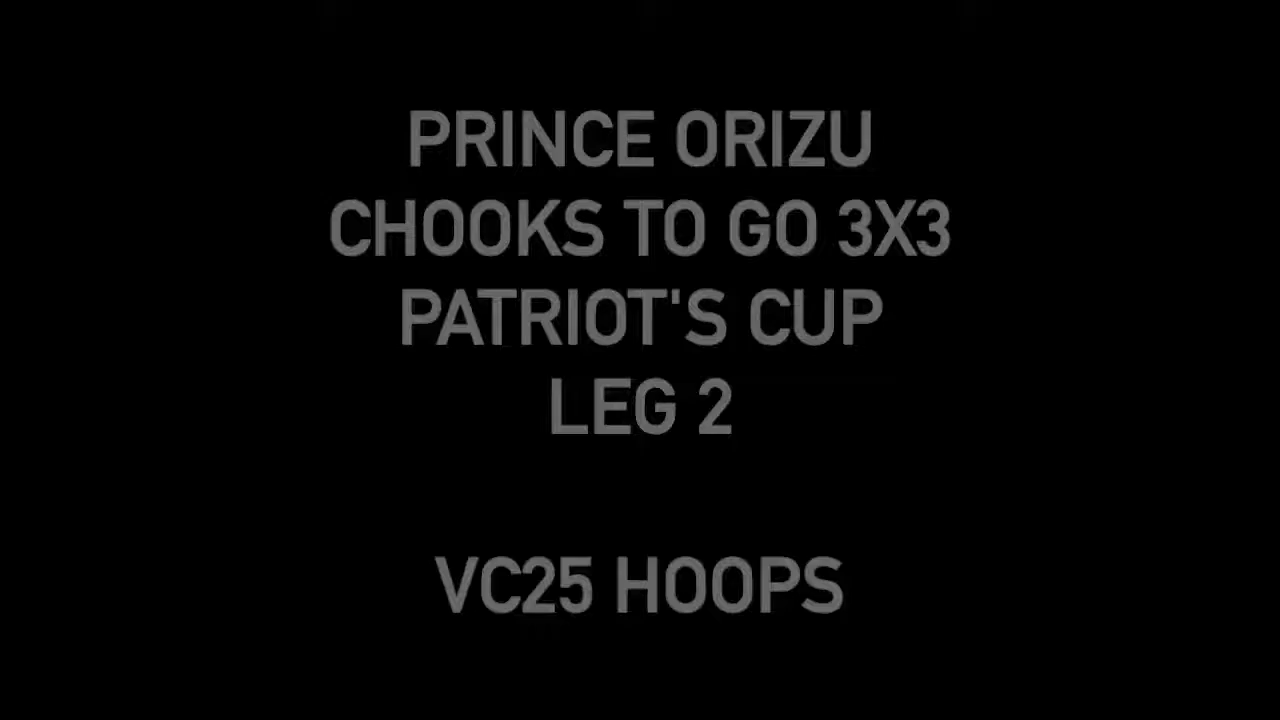 PRINCE ORIZU
CHOOKS TO GO 3X3
PATRIOT'S CUP
LEG 2
VC25 HOOPS